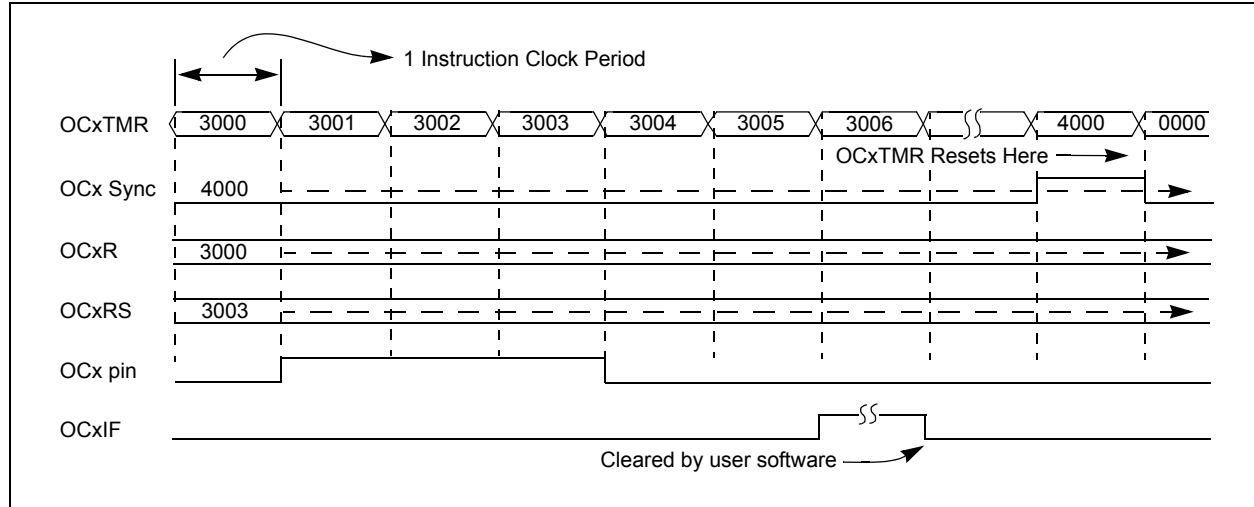 1 Instruction Clock Period
OCxTMR 3000 3001 3002 3003 3004 3005 3006 4000 0000
OCxTMR Resets Here
OCx Sync 4000
OCxR 3000
OCxRS 3003
OCx pin
OCxIF
Cleared by user software